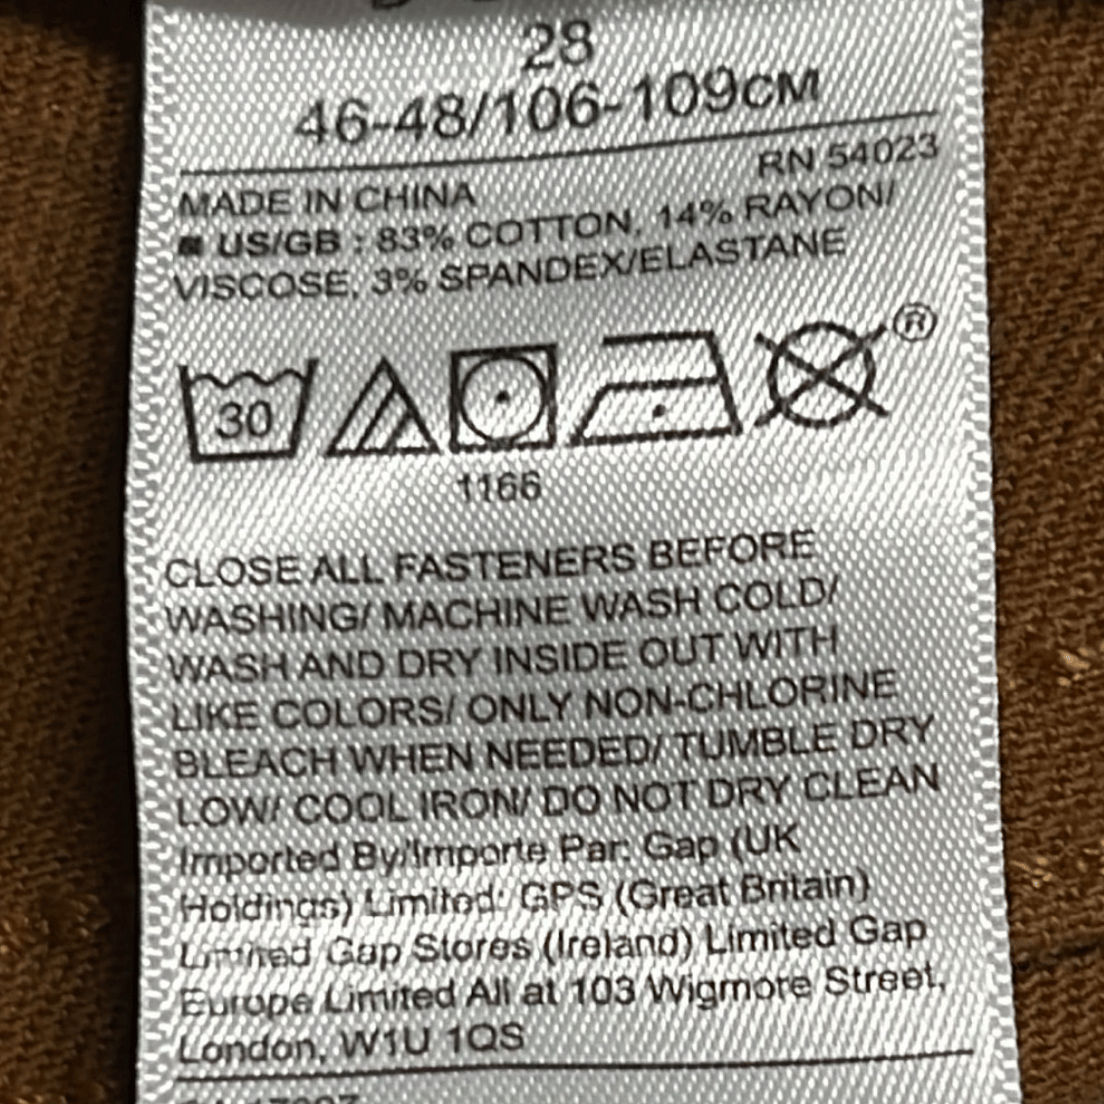 28
46-48/106-109CM
RN 54023
MADE IN CHINA
US/GB : 83% COTTON, 14% RAYON/
VISCOSE, 3% SPANDEX/ELASTANE
®
30
1166
CLOSE ALL FASTENERS BEFORE
WASHING/ MACHINE WASH COLD/
WASH AND DRY INSIDE OUT WITH
LIKE COLORS/ ONLY NON-CHLORINE
BLEACH WHEN NEEDED/ TUMBLE DRY
LOW/ COOL IRON/ DO NOT DRY CLEAN
Imported By/Importe Par: Gap (UK
Holdings) Limited: GPS (Great Britain)
Limited Gap Stores (Ireland) Limited Gap
Europe Limited All at 103 Wigmore Street,
London, W1U 1QS